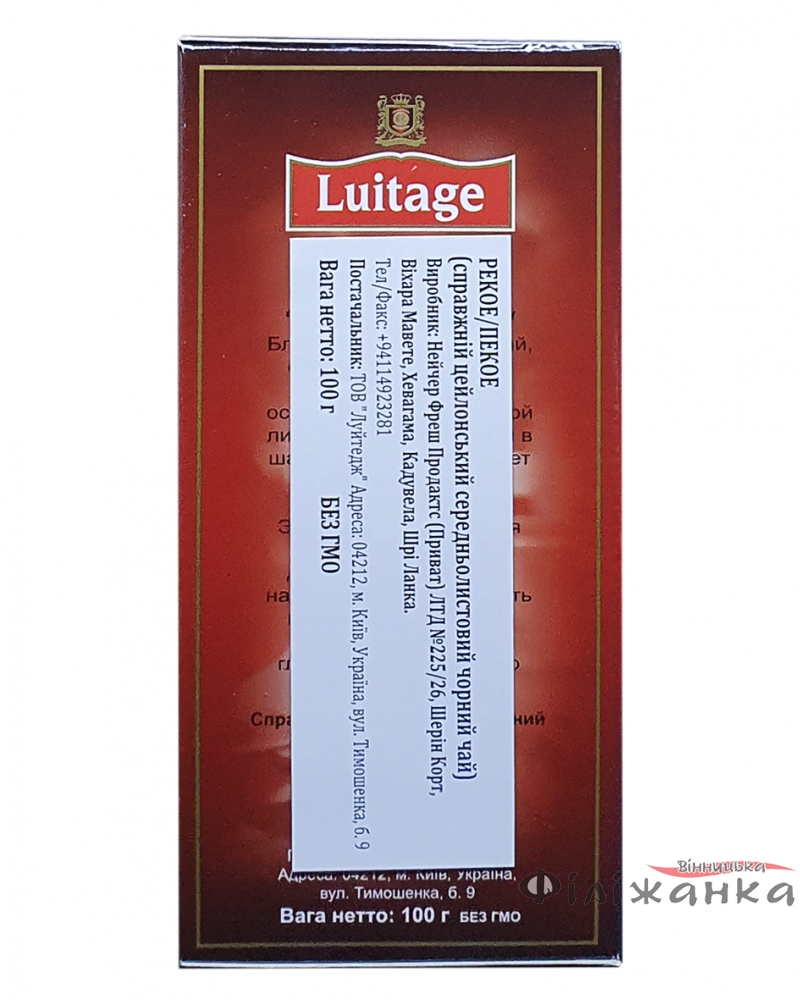 Luitage
РЕКОЕ/ПЕКОЕ
(справжній цейлонський середньолистовий чорний чай)
Виробник: Нейчер Фреш Продактс (Приват) ЛТД №225/26, Шерін Корт,
Віхара Мавете, Хевагама, Кадувела, Шрі Ланка.
Тел/Факс: +94114923281
Постачальник: ТОВ "Луйтедж" Адреса: 04212, м. Київ, Україна, вул. Тимошенка, б. 9
Вага нетто: 100 г БЕЗ ГМО
Адреса: 04212, м. Київ, Україна,
вул. Тимошенка, б. 9
Вага нетто: 100 г БЕЗ ГМО
Вінницька
Філіжанка